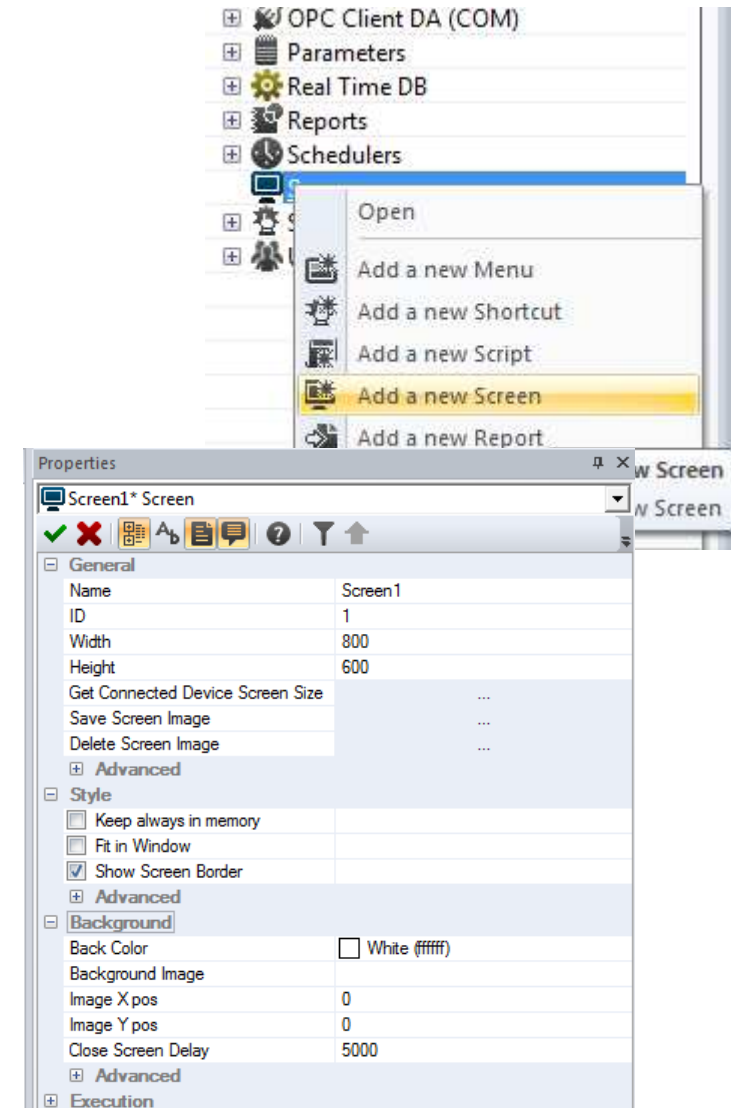 OPC Client DA (COM)
Parameters
Real Time DB
Reports
Schedulers
Open
Add a new Menu
Add a new Shortcut
Add a new Script
Add a new Screen
Add a new Report
w Screen
w Screen
Properties
Screen1* Screen
General
Name Screen1
ID 1
Width 800
Height 600
Get Connected Device Screen Size ...
Save Screen Image ...
Delete Screen Image ...
Advanced
Style
Keep always in memory
Fit in Window
Show Screen Border
Advanced
Background
Back Color White (ffffff)
Background Image
Image X pos 0
Image Y pos 0
Close Screen Delay 5000
Advanced
Execution